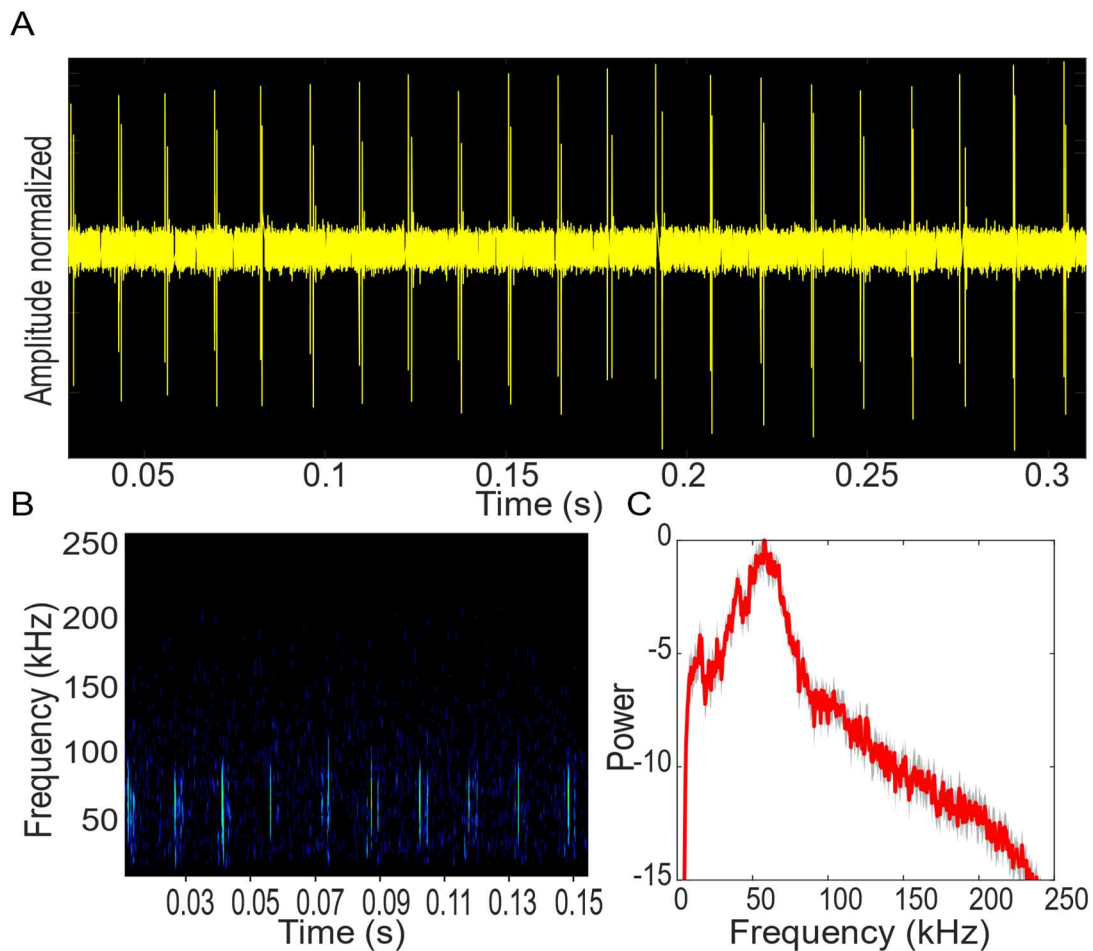 A
Amplitude normalized
0.05 0.1 0.15 0.2 0.25 0.3
Time (s)
B
Frequency (kHz)
250
200
150
100
50
0.03 0.05 0.07 0.09 0.11 0.13 0.15
Time (s)
C
Power
0
-5
-10
-15
0 50 100 150 200 250
Frequency (kHz)